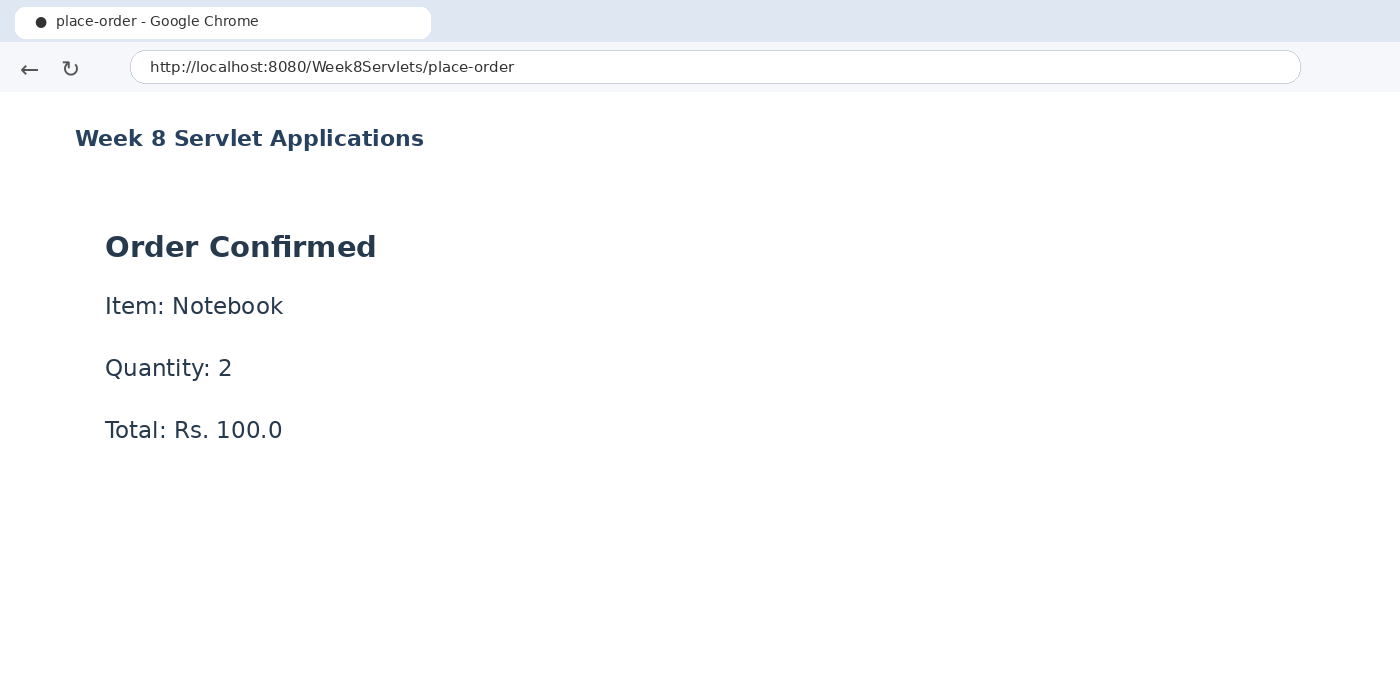 place-order - Google Chrome
http://localhost:8080/Week8Servlets/place-order
Week 8 Servlet Applications
Order Confirmed
Item: Notebook
Quantity: 2
Total: Rs. 100.0